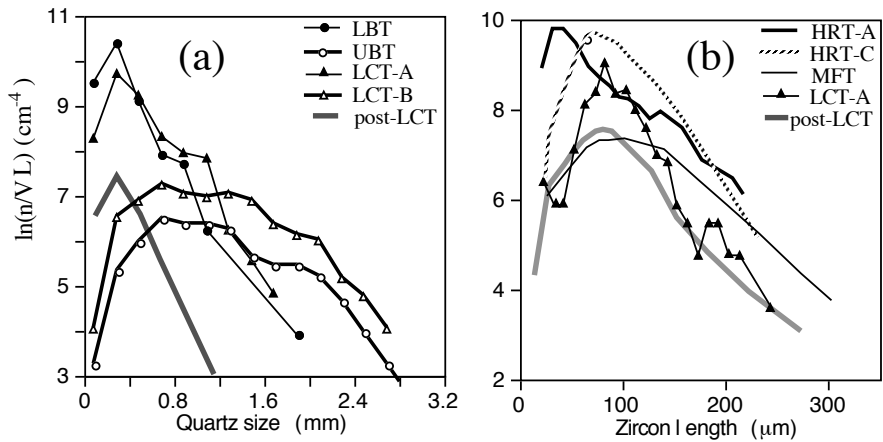 11
9
7
5
3
ln(n/V L) (cm-4)
(a)
LBT
UBT
LCT-A
LCT-B
post-LCT
0 0.8 1.6 2.4 3.2
Quartz size (mm)
10
8
6
4
2
(b)
HRT-A
HRT-C
MFT
LCT-A
post-LCT
0 100 200 300
Zircon l ength (μm)